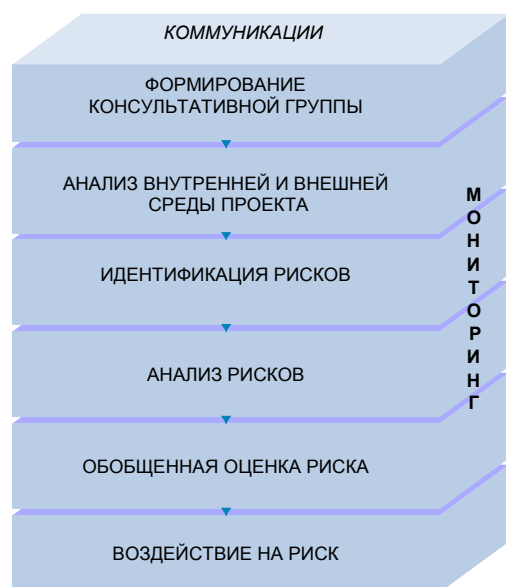 КОММУНИКАЦИИ
ФОРМИРОВАНИЕ
КОНСУЛЬТАТИВНОЙ ГРУППЫ
АНАЛИЗ ВНУТРЕННЕЙ И ВНЕШНЕЙ
СРЕДЫ ПРОЕКТА
ИДЕНТИФИКАЦИЯ РИСКОВ
АНАЛИЗ РИСКОВ
ОБОБЩЕННАЯ ОЦЕНКА РИСКА
ВОЗДЕЙСТВИЕ НА РИСК
МОНИТОРИНГ